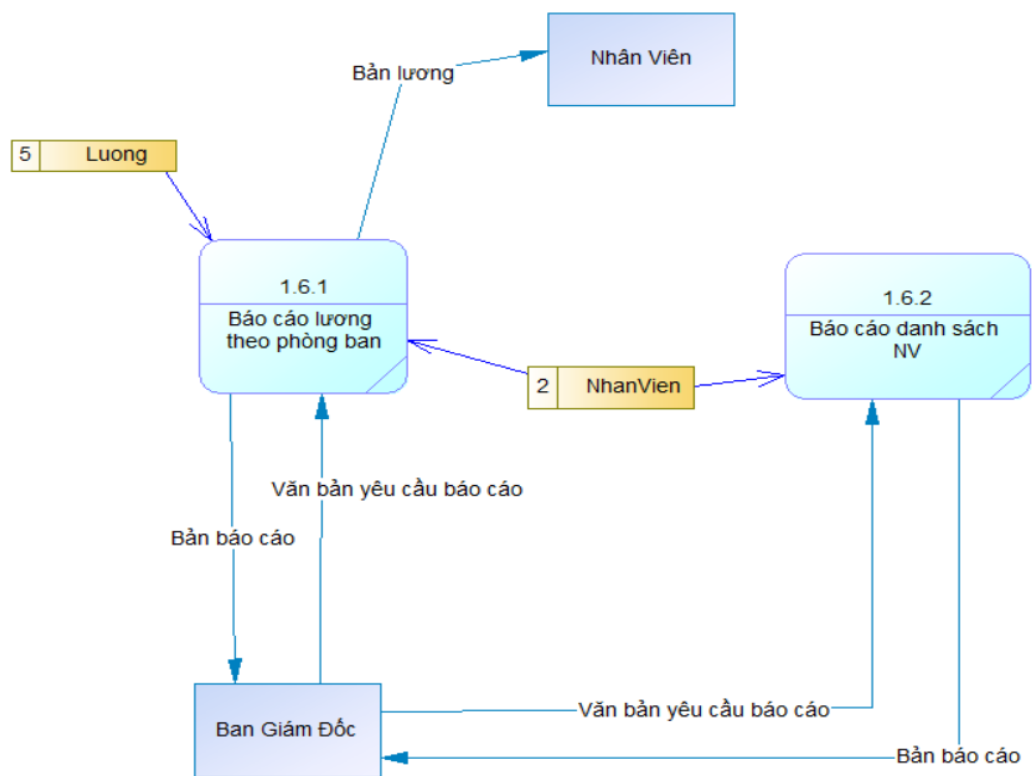 Nhân Viên
Bản lương
5 Luong
1.6.1
Báo cáo lương
theo phòng ban
1.6.2
Báo cáo danh sách
NV
2 NhanVien
Văn bản yêu cầu báo cáo
Bản báo cáo
Ban Giám Đốc
Văn bản yêu cầu báo cáo
Bản báo cáo